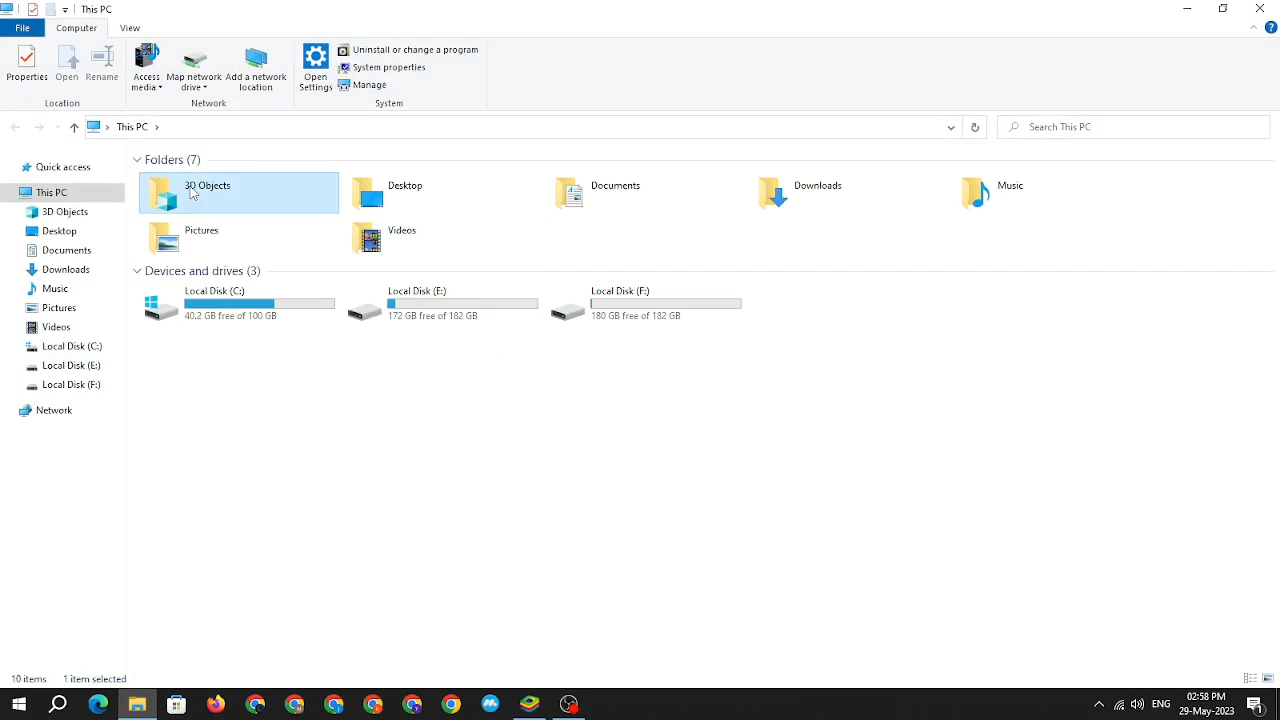 This PC
File
Computer
View
Properties
Open
Rename
Access media
Map network drive
Add a network location
Open Settings
Uninstall or change a program
System properties
Manage
Location
Network
System
This PC
Search This PC
Quick access
This PC
3D Objects
Desktop
Documents
Downloads
Music
Pictures
Videos
Local Disk (C:)
Local Disk (E:)
Local Disk (F:)
Network
Folders (7)
3D Objects
Desktop
Documents
Downloads
Music
Pictures
Videos
Devices and drives (3)
Local Disk (C:)
40.2 GB free of 100 GB
Local Disk (E:)
172 GB free of 182 GB
Local Disk (F:)
180 GB free of 182 GB
10 items
1 item selected
ENG
02:58 PM
29-May-2023
1